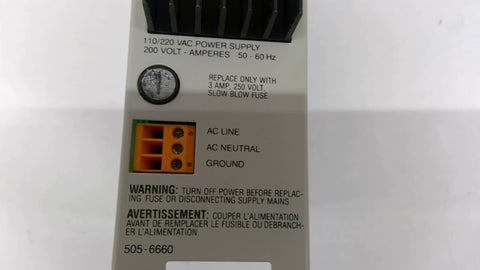 110/220 VAC POWER SUPPLY
200 VOLT - AMPERES 50 - 60 Hz
REPLACE ONLY WITH
3 AMP, 250 VOLT,
SLOW BLOW FUSE
AC LINE
AC NEUTRAL
GROUND
WARNING: TURN OFF POWER BEFORE REPLAC-
ING FUSE OR DISCONNECTING SUPPLY MAINS
AVERTISSEMENT: COUPER L'ALIMENTATION
AVANT DE REMPLACER LE FUSIBLE OU DEBRANCH-
ER L'ALIMENTATION
505-6660